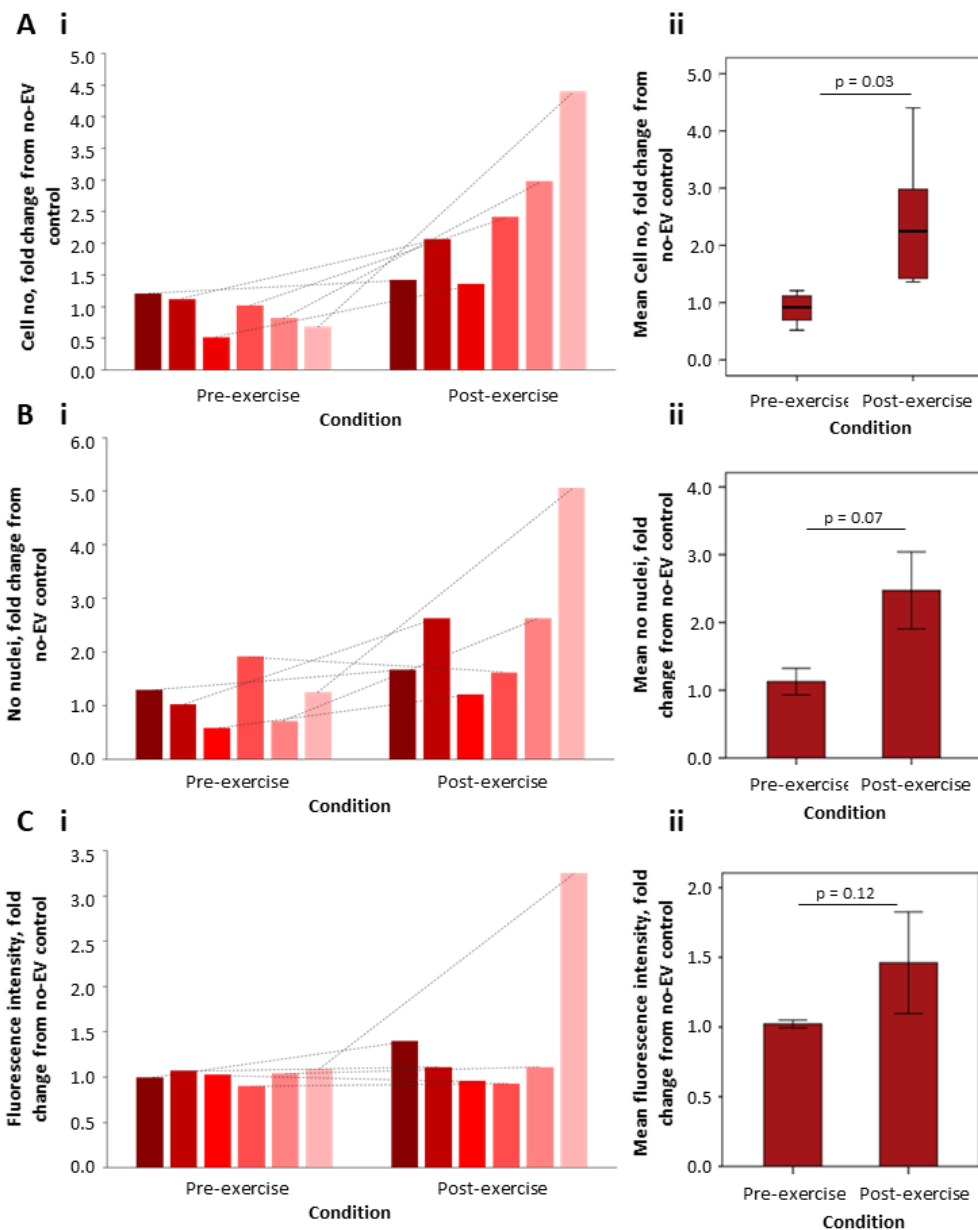 A i
Cell no, fold change from no-EV
control
5.0
4.5
4.0
3.5
3.0
2.5
2.0
1.5
1.0
0.5
0.0
Pre-exercise Post-exercise
Condition
ii
Mean Cell no, fold change from
no-EV control
5.0
4.0
3.0
2.0
1.0
0.0
p = 0.03
Pre-exercise Post-exercise
Condition
B i
No nuclei, fold change from
no-EV control
6.0
5.0
4.0
3.0
2.0
1.0
0.0
Pre-exercise Post-exercise
Condition
ii
Mean no nuclei, fold
change from no-EV control
4.0
3.0
2.0
1.0
0.0
p = 0.07
Pre-exercise Post-exercise
Condition
C i
Fluorescence intensity, fold
change from no-EV control
3.5
3.0
2.5
2.0
1.5
1.0
0.5
0.0
Pre-exercise Post-exercise
Condition
ii
Mean fluorescence intensity, fold
change from no-EV control
2.0
1.5
1.0
0.5
0.0
p = 0.12
Pre-exercise Post-exercise
Condition